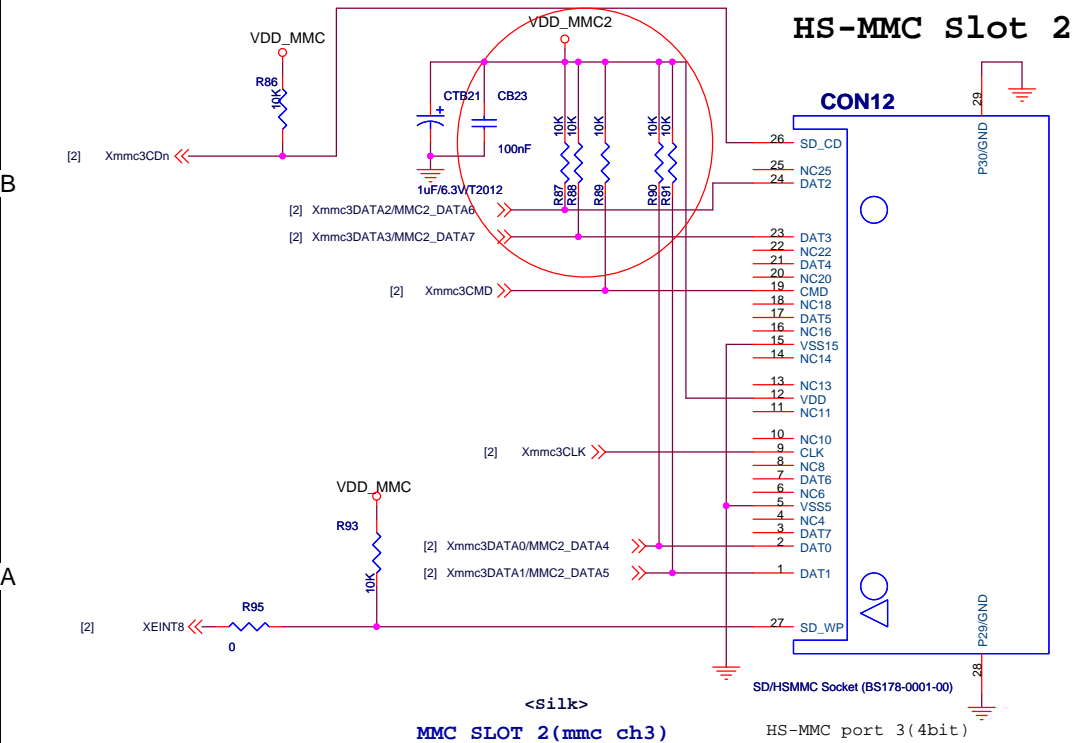 HS-MMC Slot 2
VDD_MMC
VDD_MMC2
R86
10K
CTB21
CB23
10K
10K
10K
10K
10K
CON12
29
P30/GND
[2] Xmmc3CDn
26 SD_CD
100nF
25 NC25
B
1uF/6.3V/T2012
R87
R88
R89
R90
R91
24 DAT2
[2] Xmmc3DATA2/MMC2_DATA6
[2] Xmmc3DATA3/MMC2_DATA7
23 DAT3
22 NC22
21 DAT4
20 NC20
[2] Xmmc3CMD
19 CMD
18 NC18
17 DAT5
16 NC16
15 VSS15
14 NC14
13 NC13
12 VDD
11 NC11
10 NC10
[2] Xmmc3CLK
9 CLK
8 NC8
7 DAT6
VDD_MMC
6 NC6
5 VSS5
R93
4 NC4
3 DAT7
[2] Xmmc3DATA0/MMC2_DATA4
2 DAT0
A
10K
[2] Xmmc3DATA1/MMC2_DATA5
1 DAT1
R95
[2] XEINT8
0
27 SD_WP
P29/GND
28
SD/HSMMC Socket (BS178-0001-00)
<Silk>
MMC SLOT 2(mmc ch3)
HS-MMC port 3(4bit)